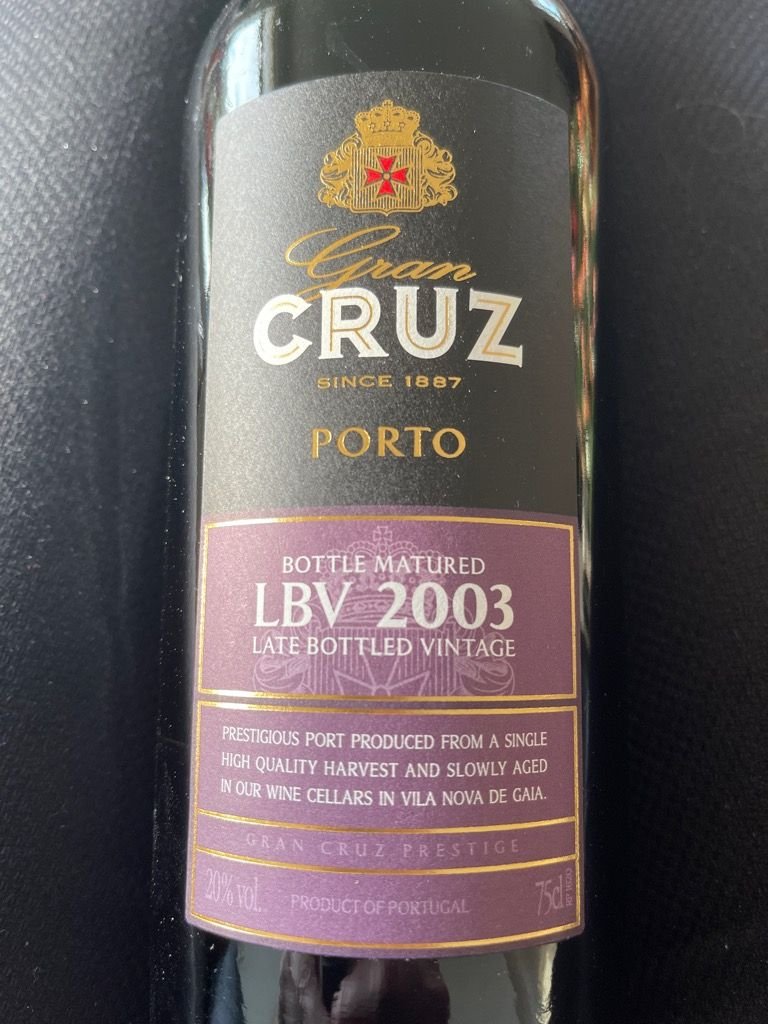 Gran
CRUZ
SINCE 1887
PORTO
BOTTLE MATURED
LBV 2003
LATE BOTTLED VINTAGE
PRESTIGIOUS PORT PRODUCED FROM A SINGLE
HIGH QUALITY HARVEST AND SLOWLY AGED
IN OUR WINE CELLARS IN VILA NOVA DE GAIA.
GRAN CRUZ PRESTIGE
20% vol. PRODUCT OF PORTUGAL 75cl